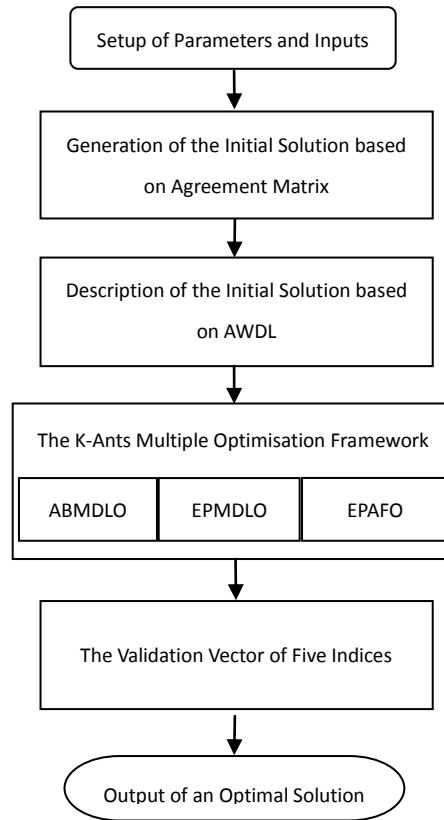 Setup of Parameters and Inputs
Generation of the Initial Solution based
on Agreement Matrix
Description of the Initial Solution based
on AWDL
The K-Ants Multiple Optimisation Framework
ABMDLO
EPMDLO
EPAFO
The Validation Vector of Five Indices
Output of an Optimal Solution